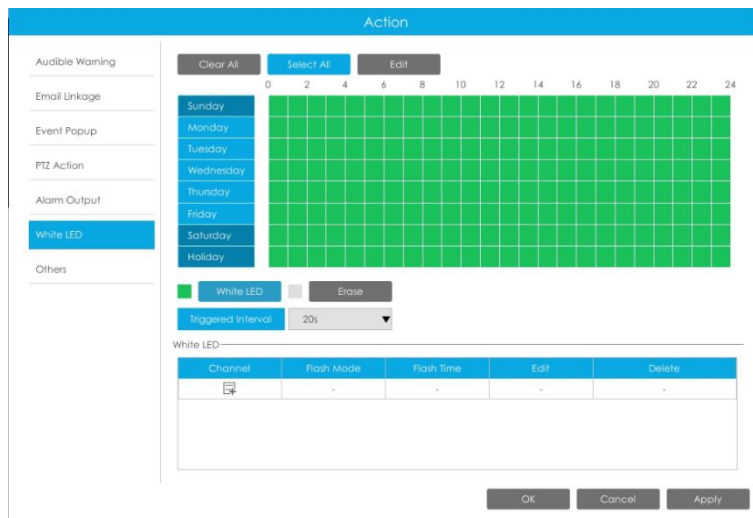 Action
Audible Warning
Email Linkage
Event Popup
PTZ Action
Alarm Output
White LED
Others
Clear All Select All Edit
0 2 4 6 8 10 12 14 16 18 20 22 24
Sunday
Monday
Tuesday
Wednesday
Thursday
Friday
Saturday
Holiday
White LED Erase
Triggered Interval 20s
White LED
Channel Flash Mode Flash Time Edit Delete
- - - -
OK Cancel Apply